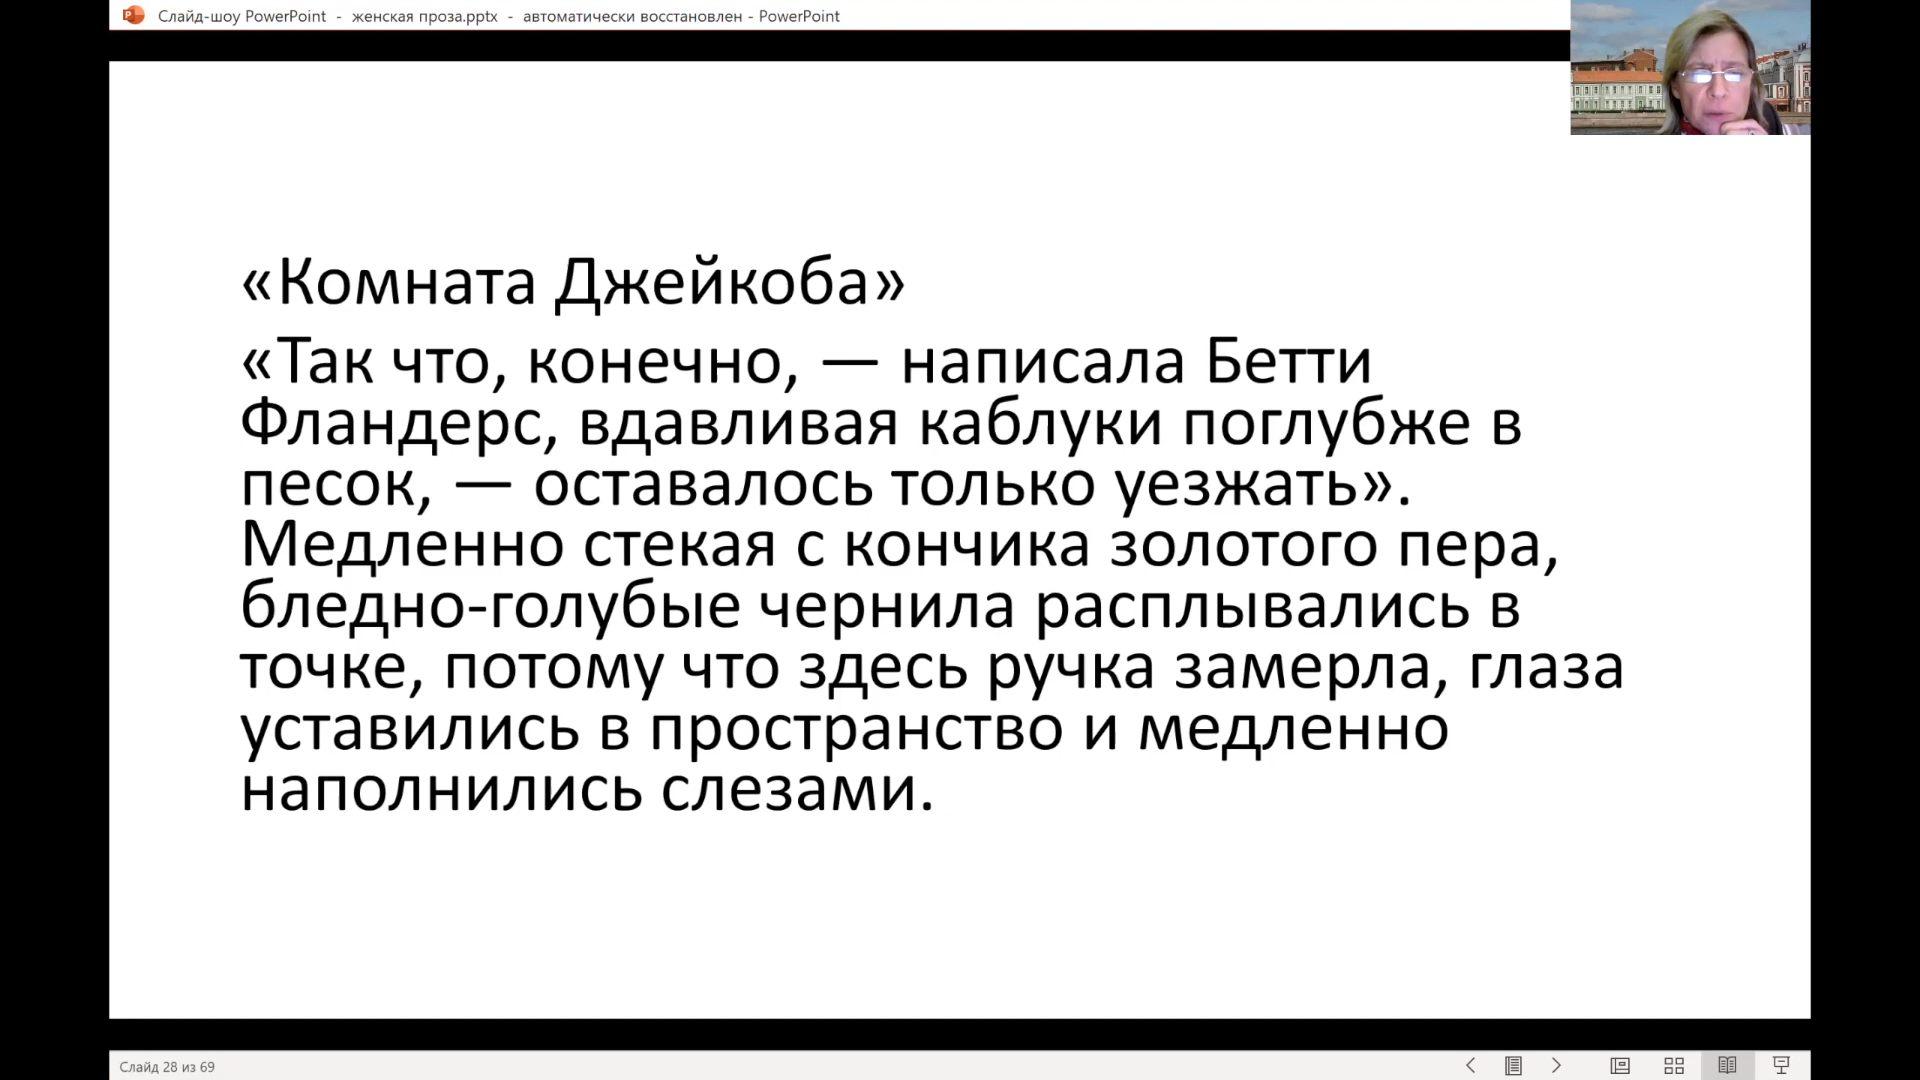 Слайд-шоу PowerPoint - женская проза.pptx - автоматически восстановлен - PowerPoint
«Комната Джейкоба»
«Так что, конечно, — написала Бетти
Фландерс, вдавливая каблуки поглубже в
песок, — оставалось только уезжать».
Медленно стекая с кончика золотого пера,
бледно-голубые чернила расплывались в
точке, потому что здесь ручка замерла, глаза
уставились в пространство и медленно
наполнились слезами.
Слайд 28 из 69